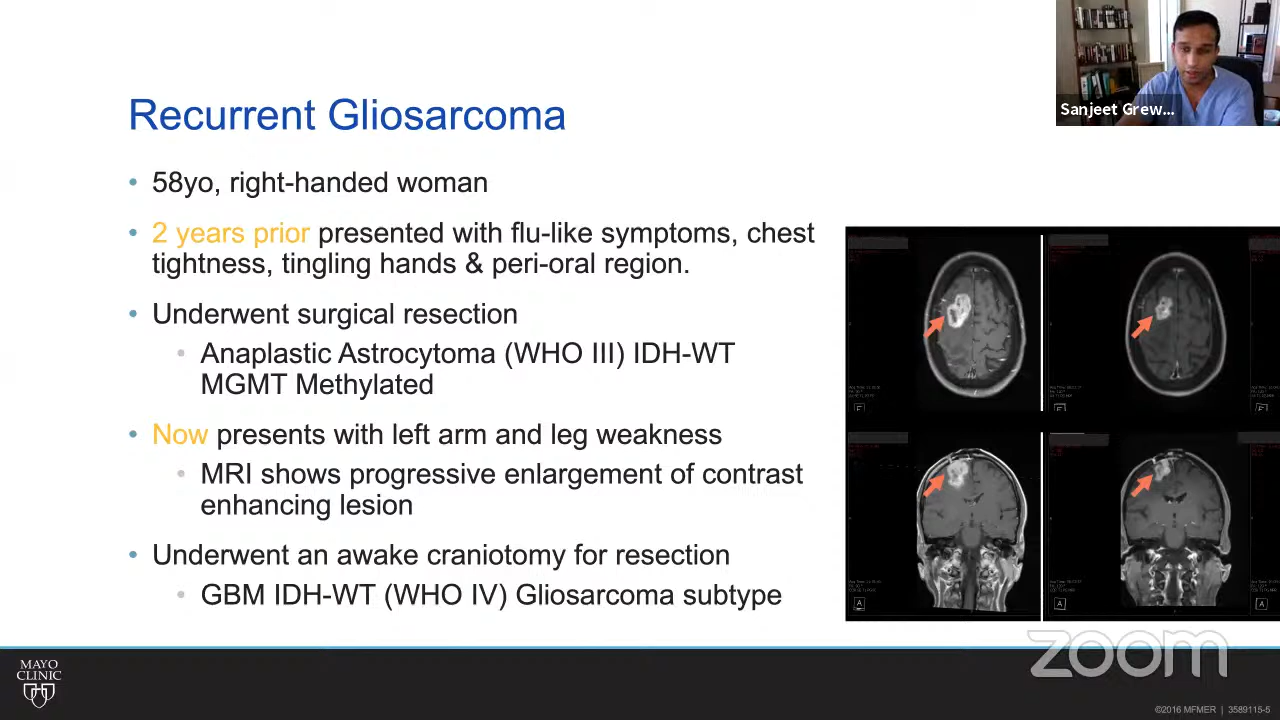 Sanjeet Grew...
Recurrent Gliosarcoma
• 58yo, right-handed woman
• 2 years prior presented with flu-like symptoms, chest
tightness, tingling hands & peri-oral region.
• Underwent surgical resection
• Anaplastic Astrocytoma (WHO III) IDH-WT
MGMT Methylated
• Now presents with left arm and leg weakness
• MRI shows progressive enlargement of contrast
enhancing lesion
• Underwent an awake craniotomy for resection
• GBM IDH-WT (WHO IV) Gliosarcoma subtype
A
A
A
zoom
MAYO
CLINIC
©2016 MFMER | 3589115-5